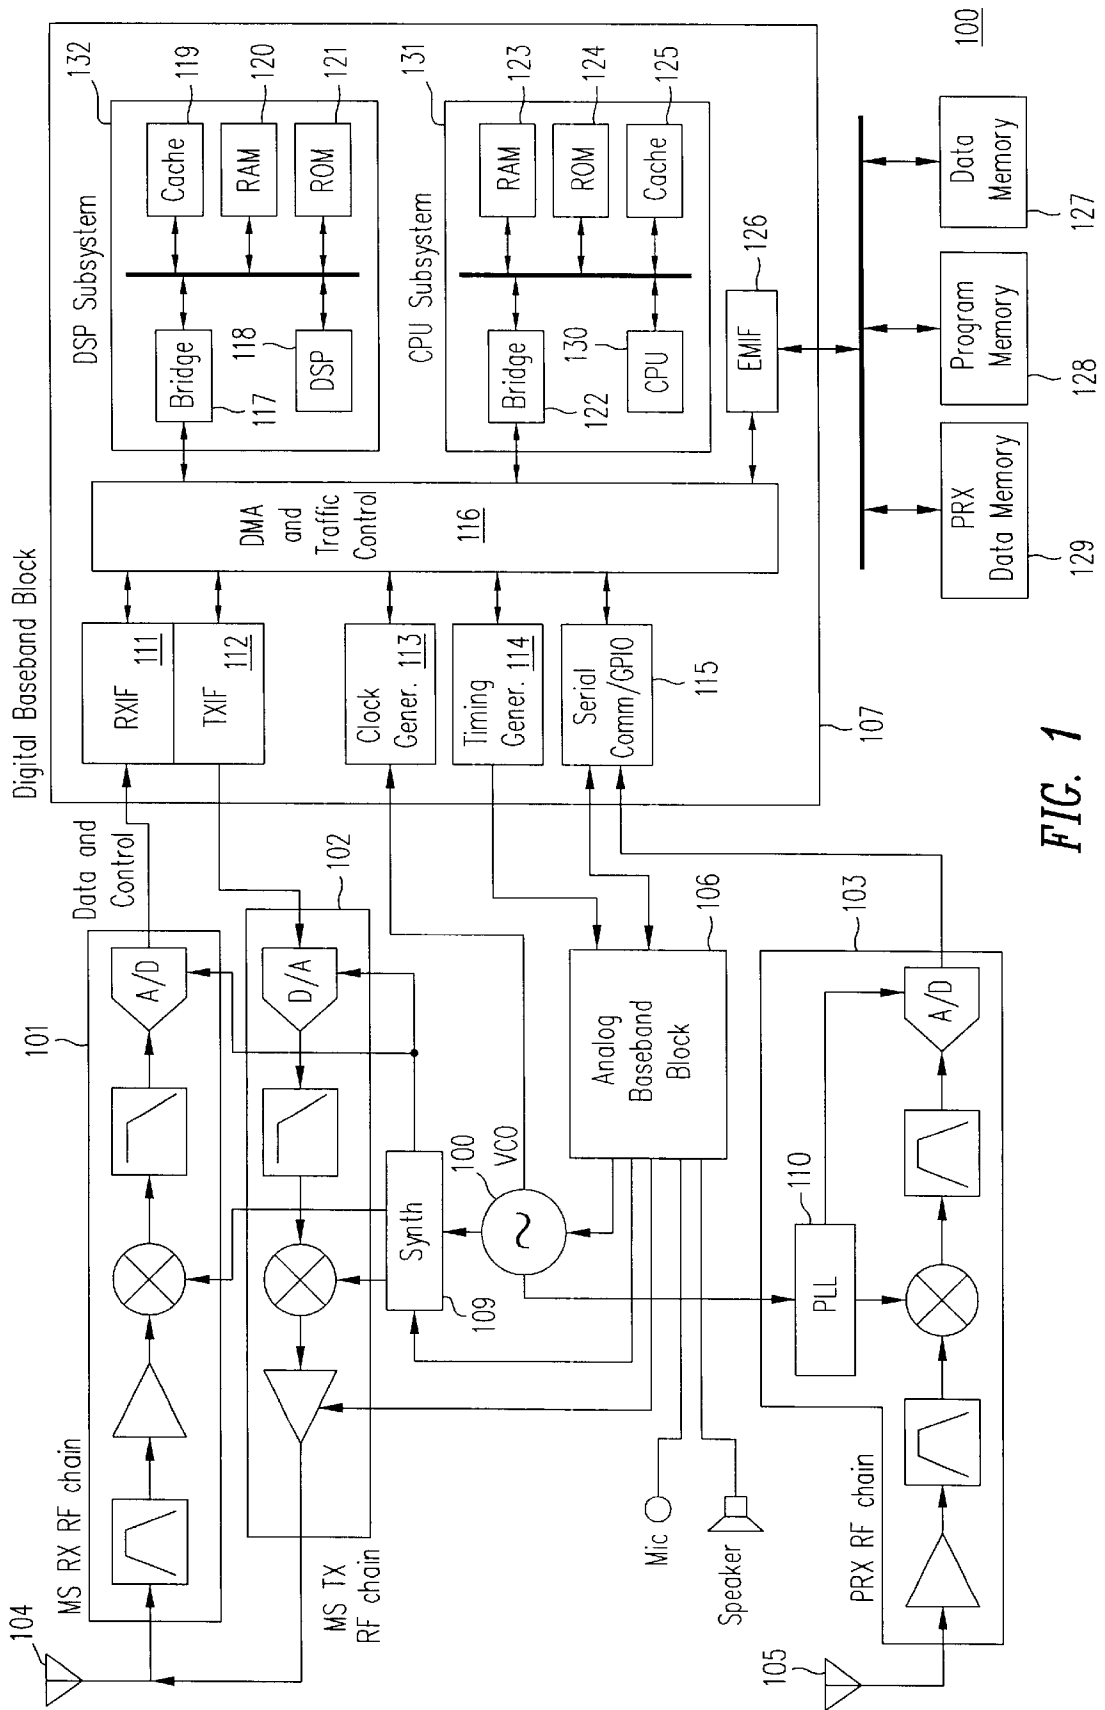 Digital Baseband Block
132
DSP Subsystem
Cache
119
RAM
120
ROM
121
Bridge
117
118
DSP
131
CPU Subsystem
RAM
123
ROM
124
Cache
125
Bridge
122
130
CPU
EMIF
126
DMA
and
Traffic
Control
116
RXIF
111
TXIF
112
Clock
Gener.
113
Timing
Gener.
114
Serial
Comm/GPIO
115
107
PRX
Data Memory
129
Program
Memory
128
Data
Memory
127
100
Data and
Control
104
MS RX RF chain
101
A/D
MS TX
RF chain
102
D/A
Synth
109
100
VCO
Analog
Baseband
Block
106
Mic
Speaker
105
PRX RF chain
103
PLL
110
A/D
FIG. 1